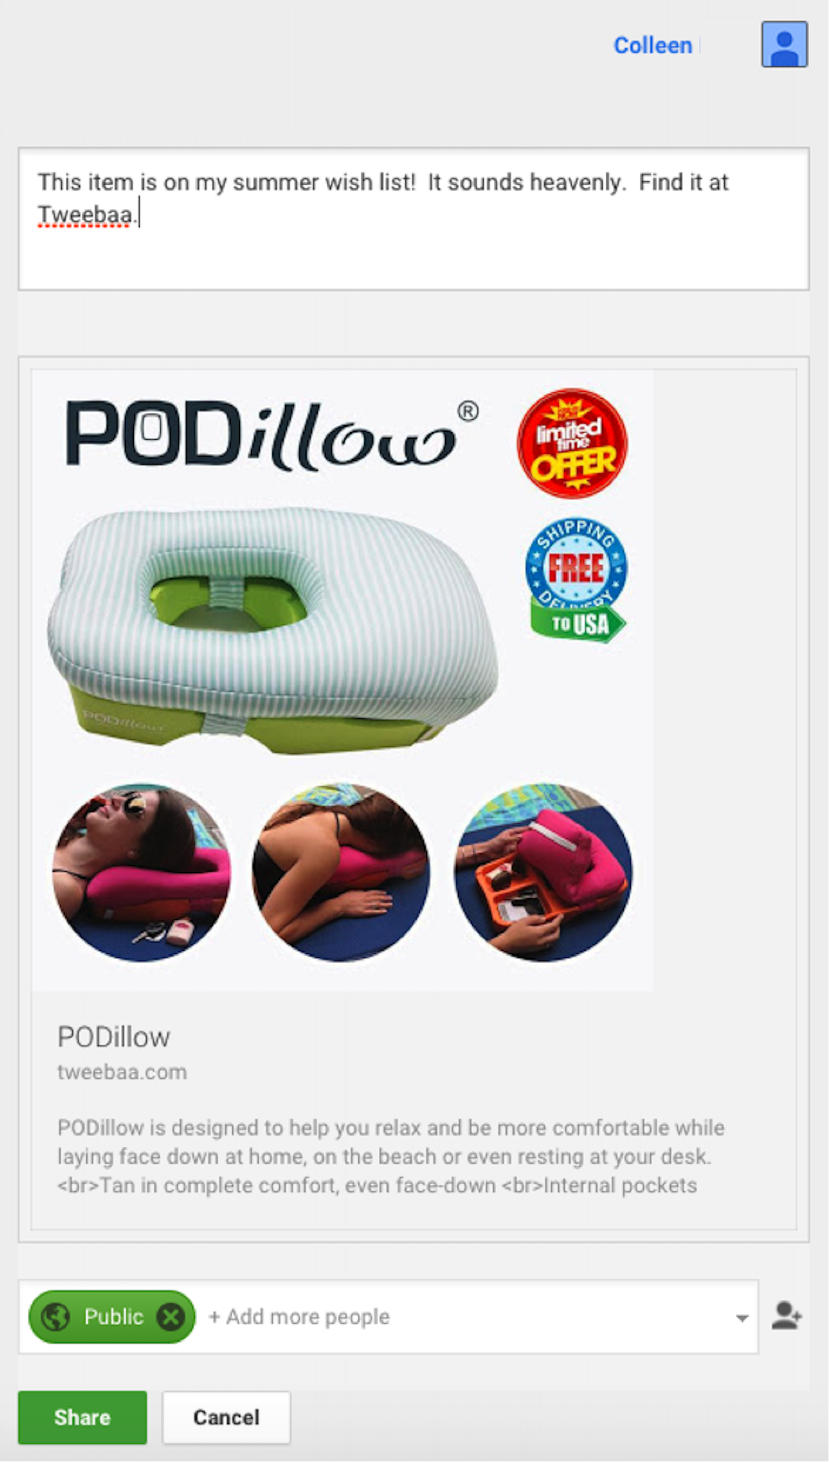 Colleen
This item is on my summer wish list!  It sounds heavenly.  Find it at
Tweebaa.
PODillow®
limited
time
OFFER
SHIPPING
FREE
DELIVERY
TO USA
PODillow
PODillow
tweebaa.com
PODillow is designed to help you relax and be more comfortable while
laying face down at home, on the beach or even resting at your desk.
<br>Tan in complete comfort, even face-down <br>Internal pockets
Public
+ Add more people
Share
Cancel